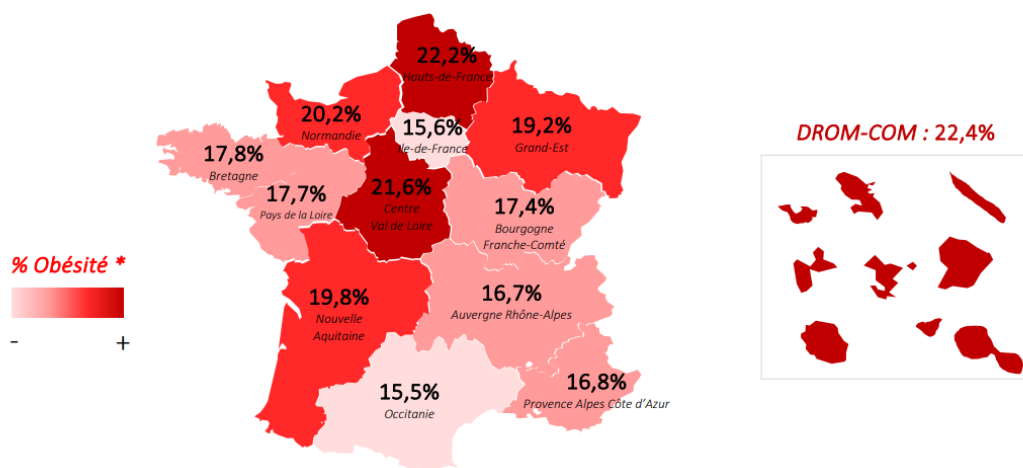 22,2%
Hauts-de-France
20,2%
Normandie
15,6%
Ile-de-France
19,2%
Grand-Est
DROM-COM : 22,4%
17,8%
Bretagne
17,7%
Pays de la Loire
21,6%
Centre
Val de Loire
17,4%
Bourgogne
Franche-Comté
% Obésité *
- +
19,8%
Nouvelle
Aquitaine
16,7%
Auvergne Rhône-Alpes
15,5%
Occitanie
16,8%
Provence Alpes Côte d'Azur